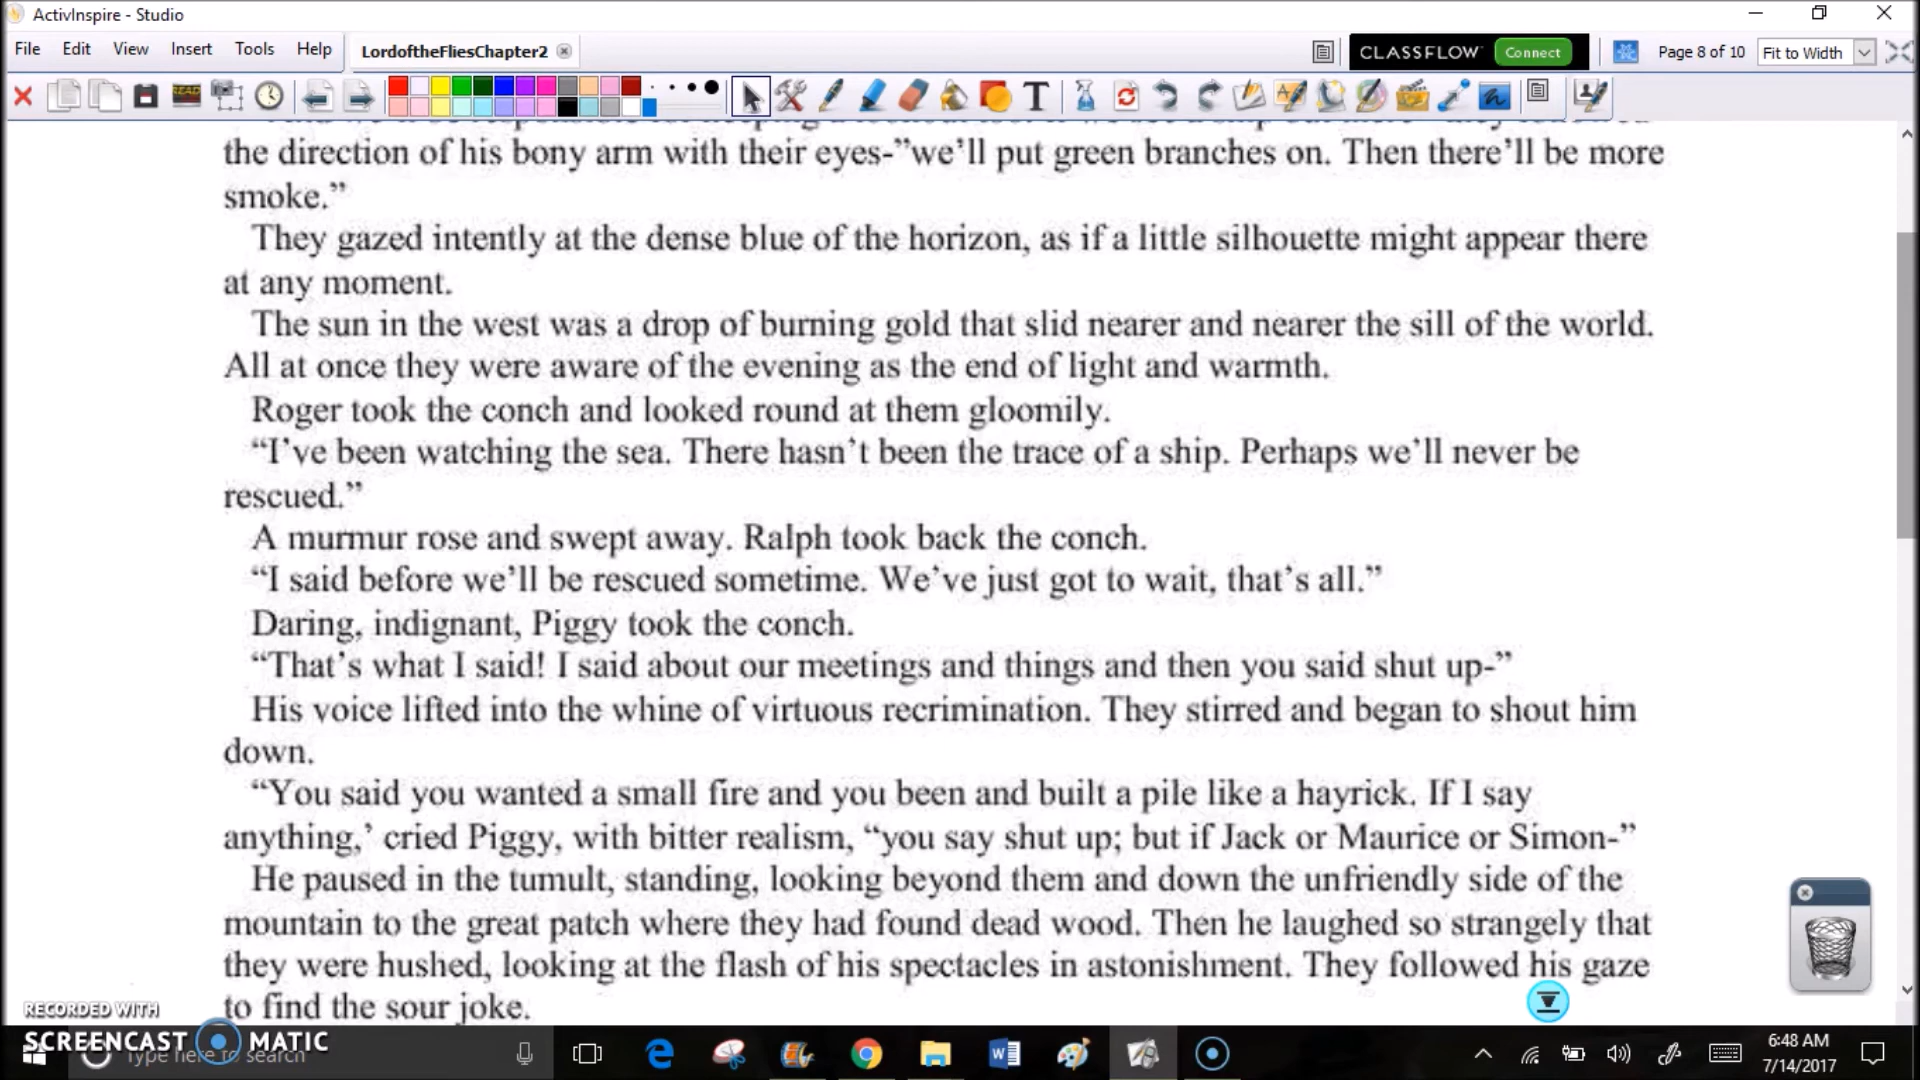 ActivInspire - Studio
File Edit View Insert Tools Help
LordoftheFliesChapter2
CLASSFLOW Connect
Page 8 of 10 Fit to Width
the direction of his bony arm with their eyes-”we’ll put green branches on. Then there’ll be more
smoke.”
They gazed intently at the dense blue of the horizon, as if a little silhouette might appear there
at any moment.
The sun in the west was a drop of burning gold that slid nearer and nearer the sill of the world.
All at once they were aware of the evening as the end of light and warmth.
Roger took the conch and looked round at them gloomily.
“I’ve been watching the sea. There hasn’t been the trace of a ship. Perhaps we’ll never be
rescued.”
A murmur rose and swept away. Ralph took back the conch.
“I said before we’ll be rescued sometime. We’ve just got to wait, that’s all.”
Daring, indignant, Piggy took the conch.
“That’s what I said! I said about our meetings and things and then you said shut up-”
His voice lifted into the whine of virtuous recrimination. They stirred and began to shout him
down.
“You said you wanted a small fire and you been and built a pile like a hayrick. If I say
anything,’ cried Piggy, with bitter realism, “you say shut up; but if Jack or Maurice or Simon-”
He paused in the tumult, standing, looking beyond them and down the unfriendly side of the
mountain to the great patch where they had found dead wood. Then he laughed so strangely that
they were hushed, looking at the flash of his spectacles in astonishment. They followed his gaze
to find the sour joke.
RECORDED WITH
SCREENCAST MATIC
Type here to search
6:48 AM
7/14/2017